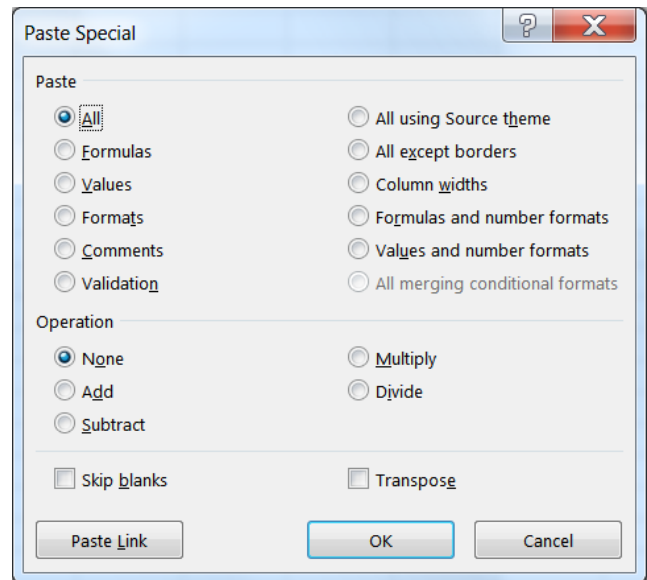 Paste Special
Paste
All
All using Source theme
Formulas
All except borders
Values
Column widths
Formats
Formulas and number formats
Comments
Values and number formats
Validation
All merging conditional formats
Operation
None
Multiply
Add
Divide
Subtract
Skip blanks
Transpose
Paste Link
OK
Cancel